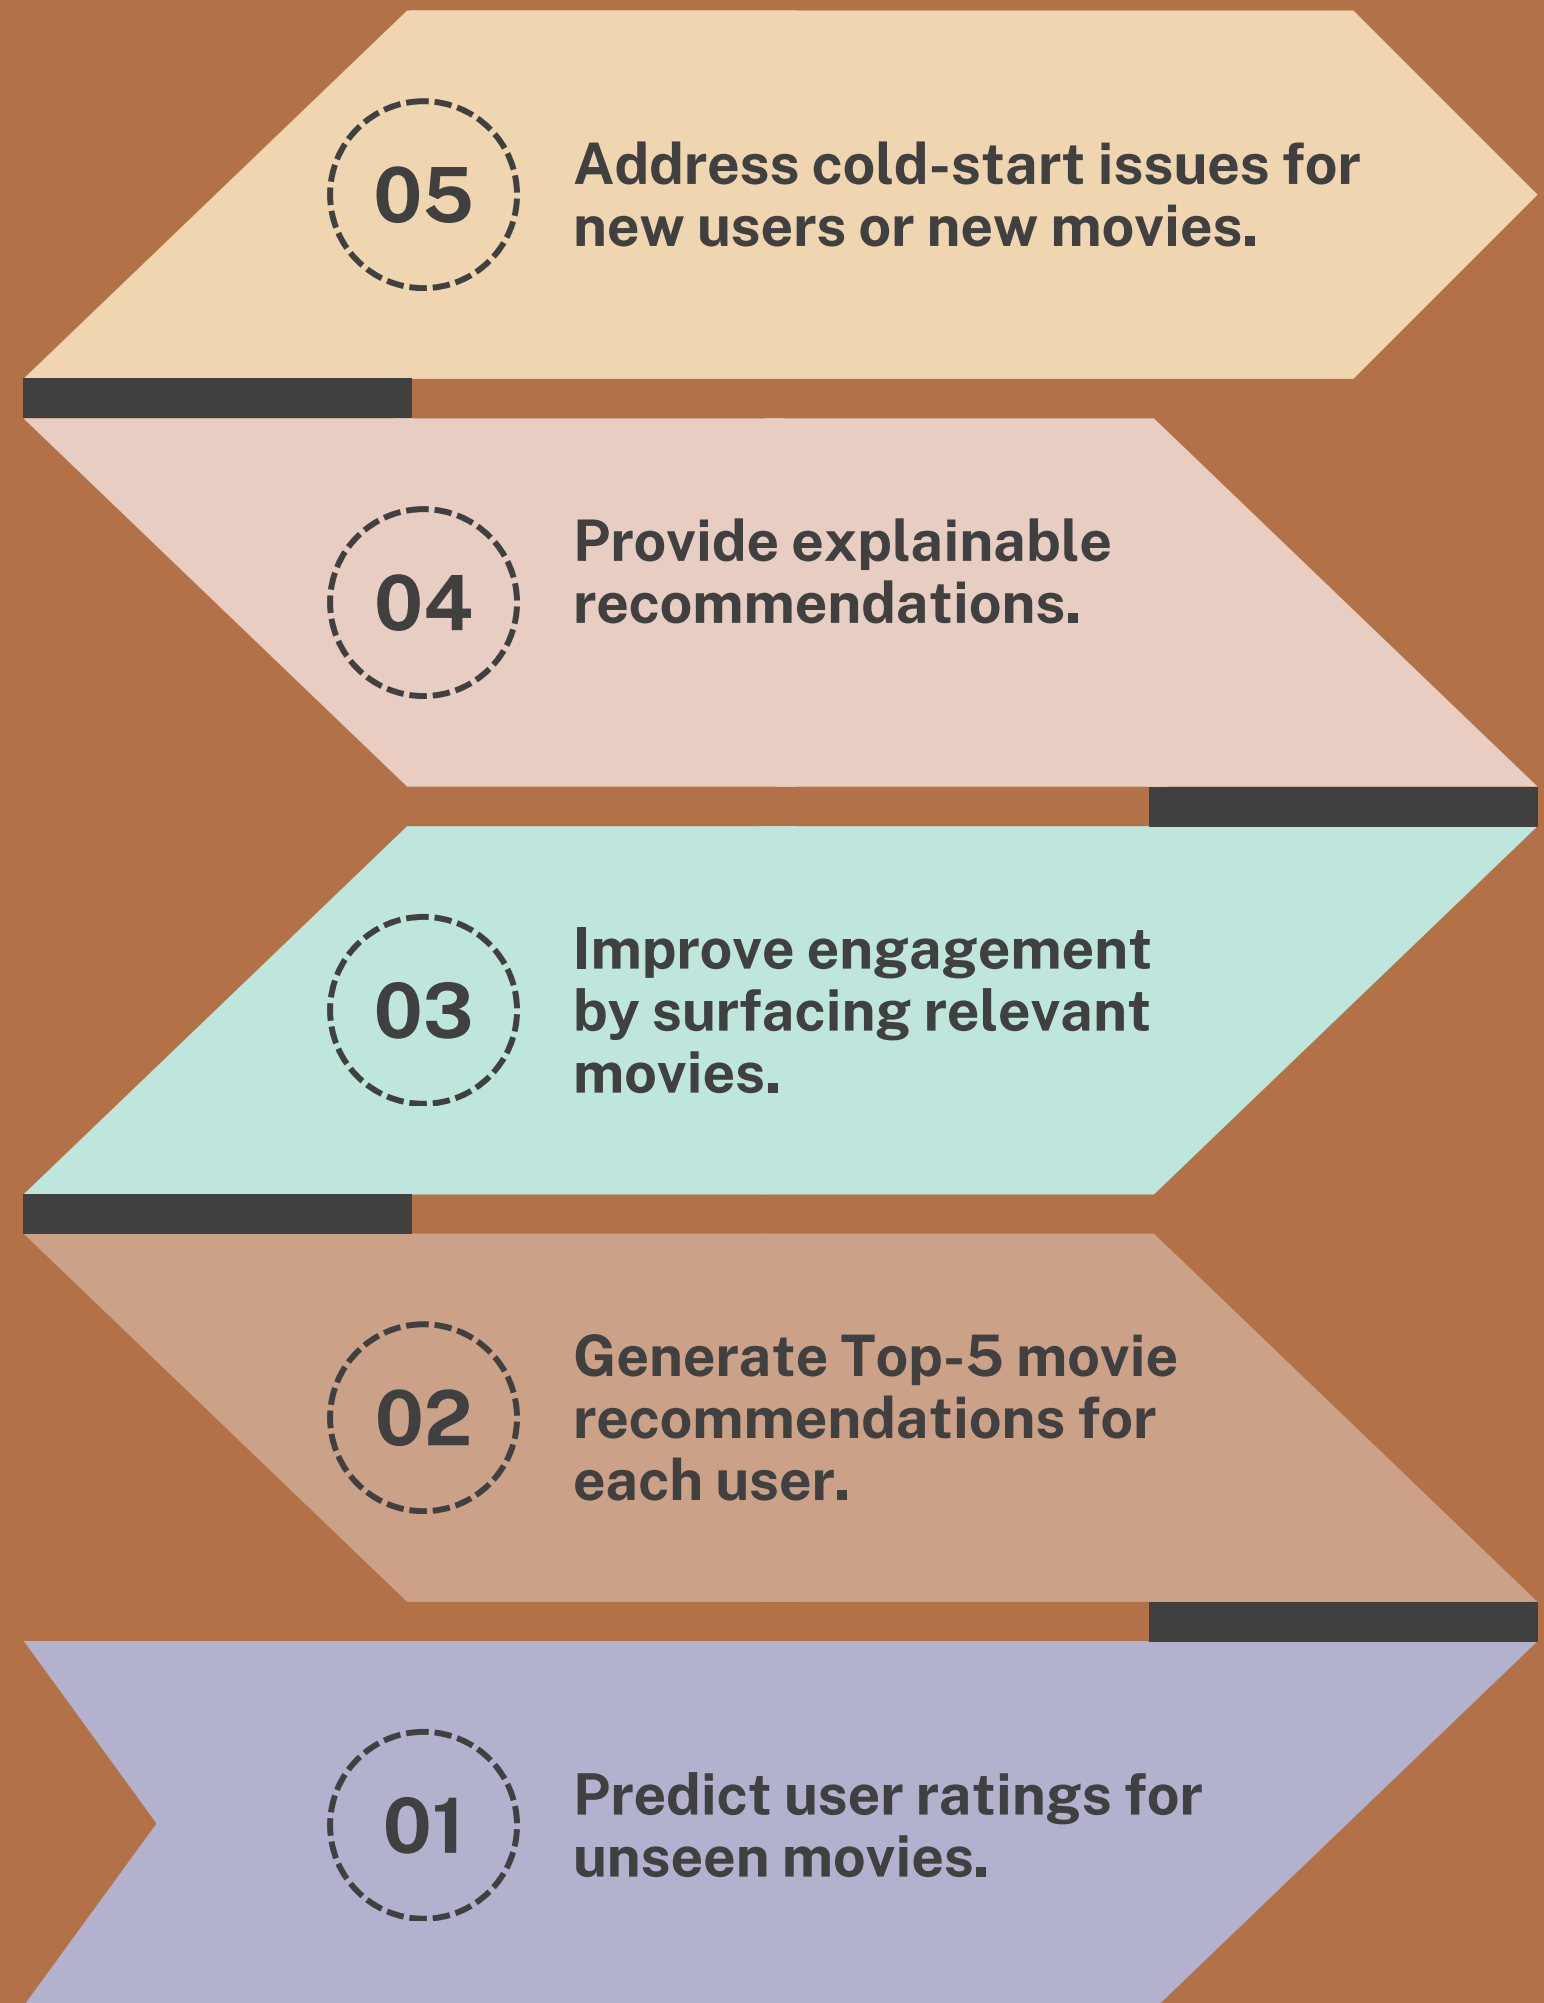 05
Address cold-start issues for
new users or new movies.
04
Provide explainable
recommendations.
03
Improve engagement
by surfacing relevant
movies.
02
Generate Top-5 movie
recommendations for
each user.
01
Predict user ratings for
unseen movies.